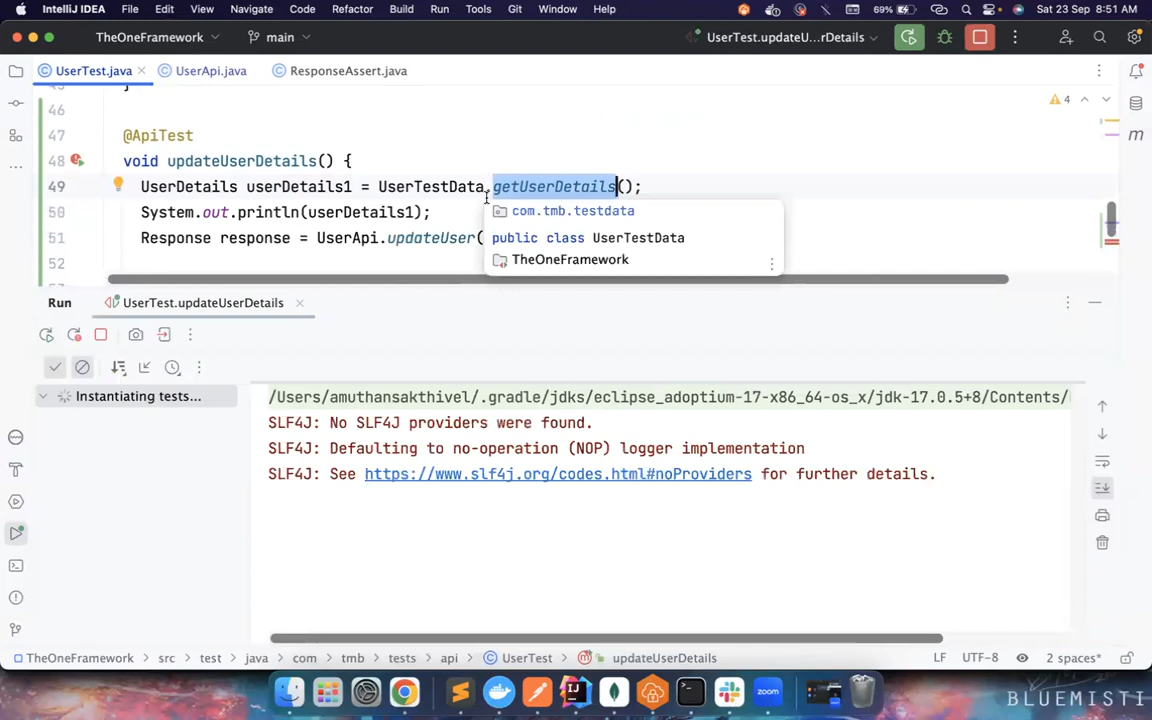 IntelliJ IDEA File Edit View Navigate Code Refactor Build Run Tools Git Window Help 69% Sat 23 Sep 8:51 AM
TheOneFramework main UserTest.updateU...rDetails
UserTest.java UserApi.java ResponseAssert.java
46 4
47 @ApiTest
48 void updateUserDetails() {
49 UserDetails userDetails1 = UserTestData.getUserDetails();
50 System.out.println(userDetails1);
51 Response response = UserApi.updateUser(
52
com.tmb.testdata
public class UserTestData
TheOneFramework
Run UserTest.updateUserDetails
Instantiating tests...
/Users/amuthansakthivel/.gradle/jdks/eclipse_adoptium-17-x86_64-os_x/jdk-17.0.5+8/Contents/
SLF4J: No SLF4J providers were found.
SLF4J: Defaulting to no-operation (NOP) logger implementation
SLF4J: See https://www.slf4j.org/codes.html#noProviders for further details.
TheOneFramework > src > test > java > com > tmb > tests > api > UserTest > updateUserDetails LF UTF-8 2 spaces*
zoom
BLUEMISTI